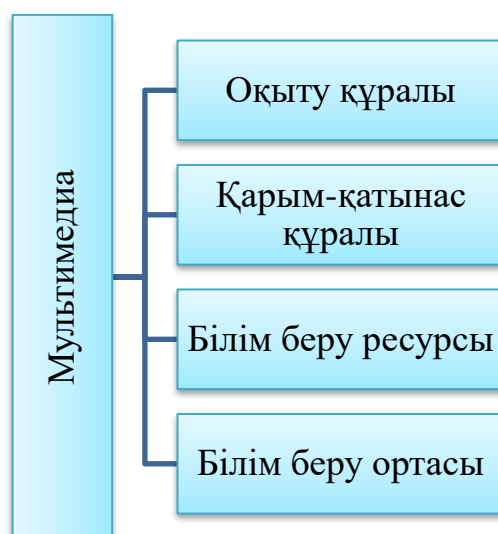 Мультимедиа
Оқыту құралы
Қарым-қатынас
құралы
Білім беру ресурсы
Білім беру ортасы